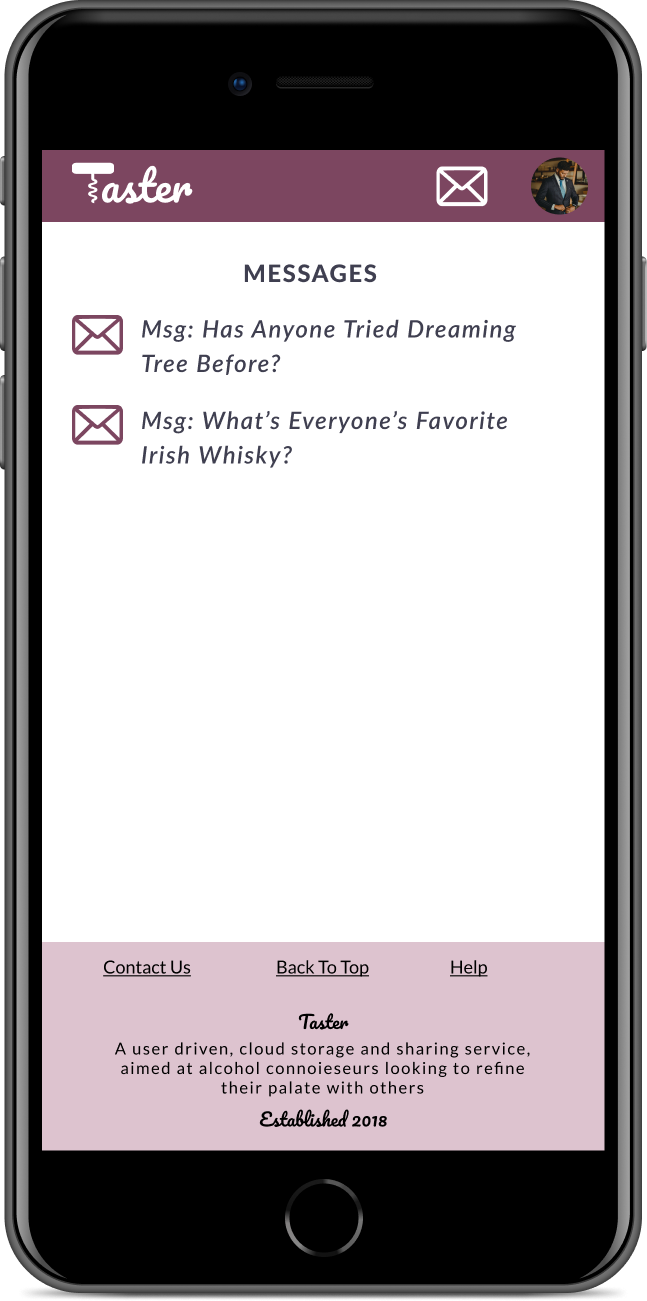 Taster
MESSAGES
Msg: Has Anyone Tried Dreaming
Tree Before?
Msg: What’s Everyone’s Favorite
Irish Whisky?
Contact Us Back To Top Help
Taster
A user driven, cloud storage and sharing service,
aimed at alcohol connoieseurs looking to refine
their palate with others
Established 2018